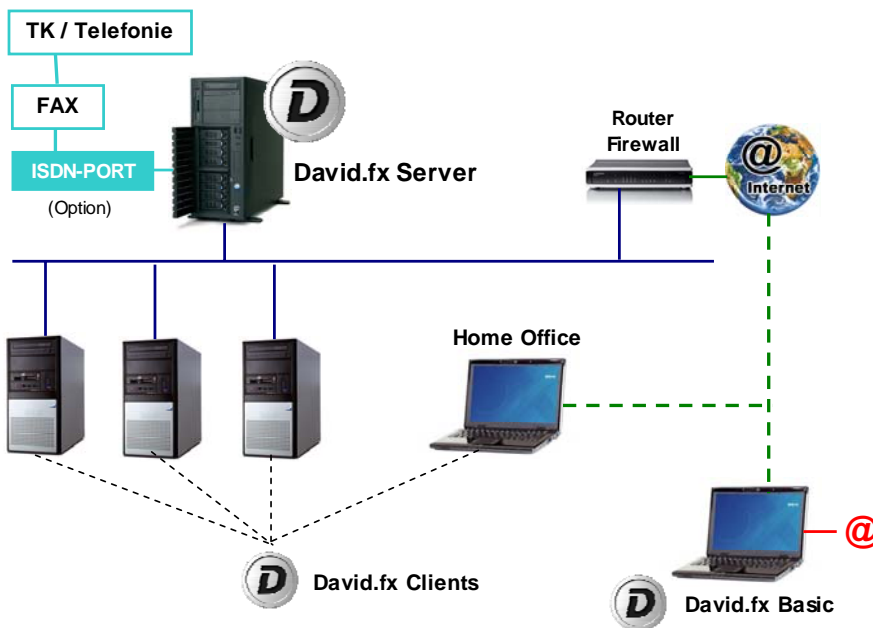 TK / Telefonie
FAX
ISDN-PORT
(Option)
D
David.fx Server
Router
Firewall
@
Internet
Home Office
D
David.fx Clients
@
D
David.fx Basic